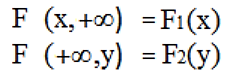 F (x,+∞) =F₁(x)
F (+∞,y) =F₂(y)